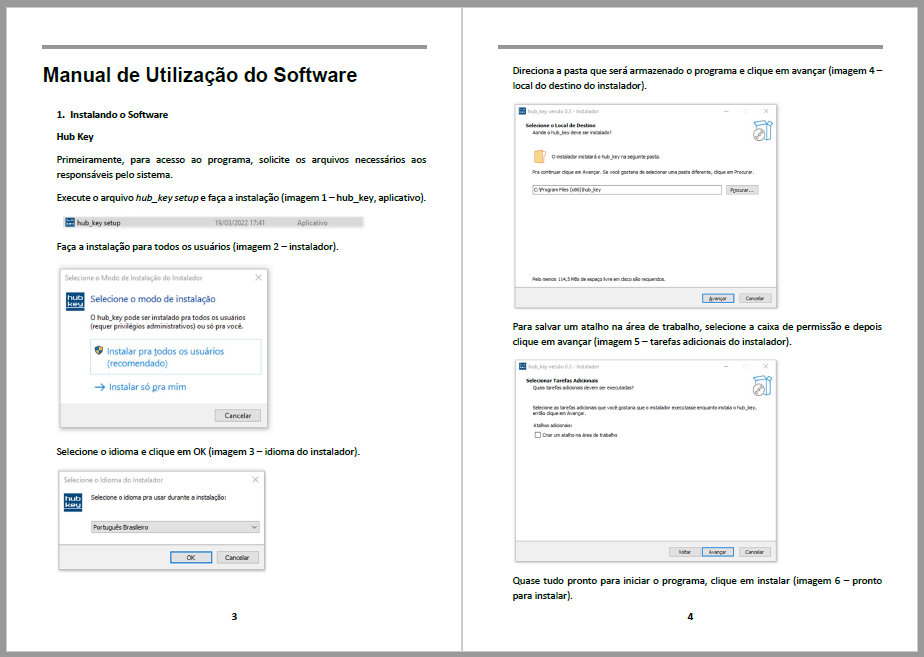 Manual de Utilização do Software
1. Instalando o Software
Hub Key
Primeiramente, para acesso ao programa, solicite os arquivos necessários aos
responsáveis pelo sistema.
Execute o arquivo hub_key setup e faça a instalação (imagem 1 – hub_key, aplicativo).
hub_key setup 19/03/2022 17:41 Aplicativo
Faça a instalação para todos os usuários (imagem 2 – instalador).
Selecione o Modo de Instalação do Instalador
hub
key
Selecione o modo de instalação
O hub_key pode ser instalado pra todos os usuários
(requer privilégios administrativos) ou só pra você.
Instalar pra todos os usuários
(recomendado)
Instalar só pra mim
Cancelar
Selecione o idioma e clique em OK (imagem 3 – idioma do instalador).
Selecione o Idioma do Instalador
hub
key
Selecione o idioma pra usar durante a instalação:
Português Brasileiro
OK Cancelar
3
Direciona a pasta que será armazenado o programa e clique em avançar (imagem 4 –
local do destino do instalador).
hub_key versão 0.3 - Instalador
Selecione o Local de Destino
Aonde o hub_key deve ser instalado?
O instalador instalará o hub_key na seguinte pasta.
Pra continuar clique em Avançar. Se você gostaria de selecionar uma pasta diferente, clique em Procurar.
C:\Program Files (x86)\hub_key Procurar...
Pelo menos 114,5 MBs de espaço livre em disco são requeridos.
Avançar Cancelar
Para salvar um atalho na área de trabalho, selecione a caixa de permissão e depois
clique em avançar (imagem 5 – tarefas adicionais do instalador).
hub_key versão 0.3 - Instalador
Selecionar Tarefas Adicionais
Quais tarefas adicionais devem ser executadas?
Selecione as tarefas adicionais que você gostaria que o instalador executasse enquanto instala o hub_key,
então clique em Avançar.
Atalhos adicionais:
Criar um atalho na área de trabalho
Voltar Avançar Cancelar
Quase tudo pronto para iniciar o programa, clique em instalar (imagem 6 – pronto
para instalar).
4